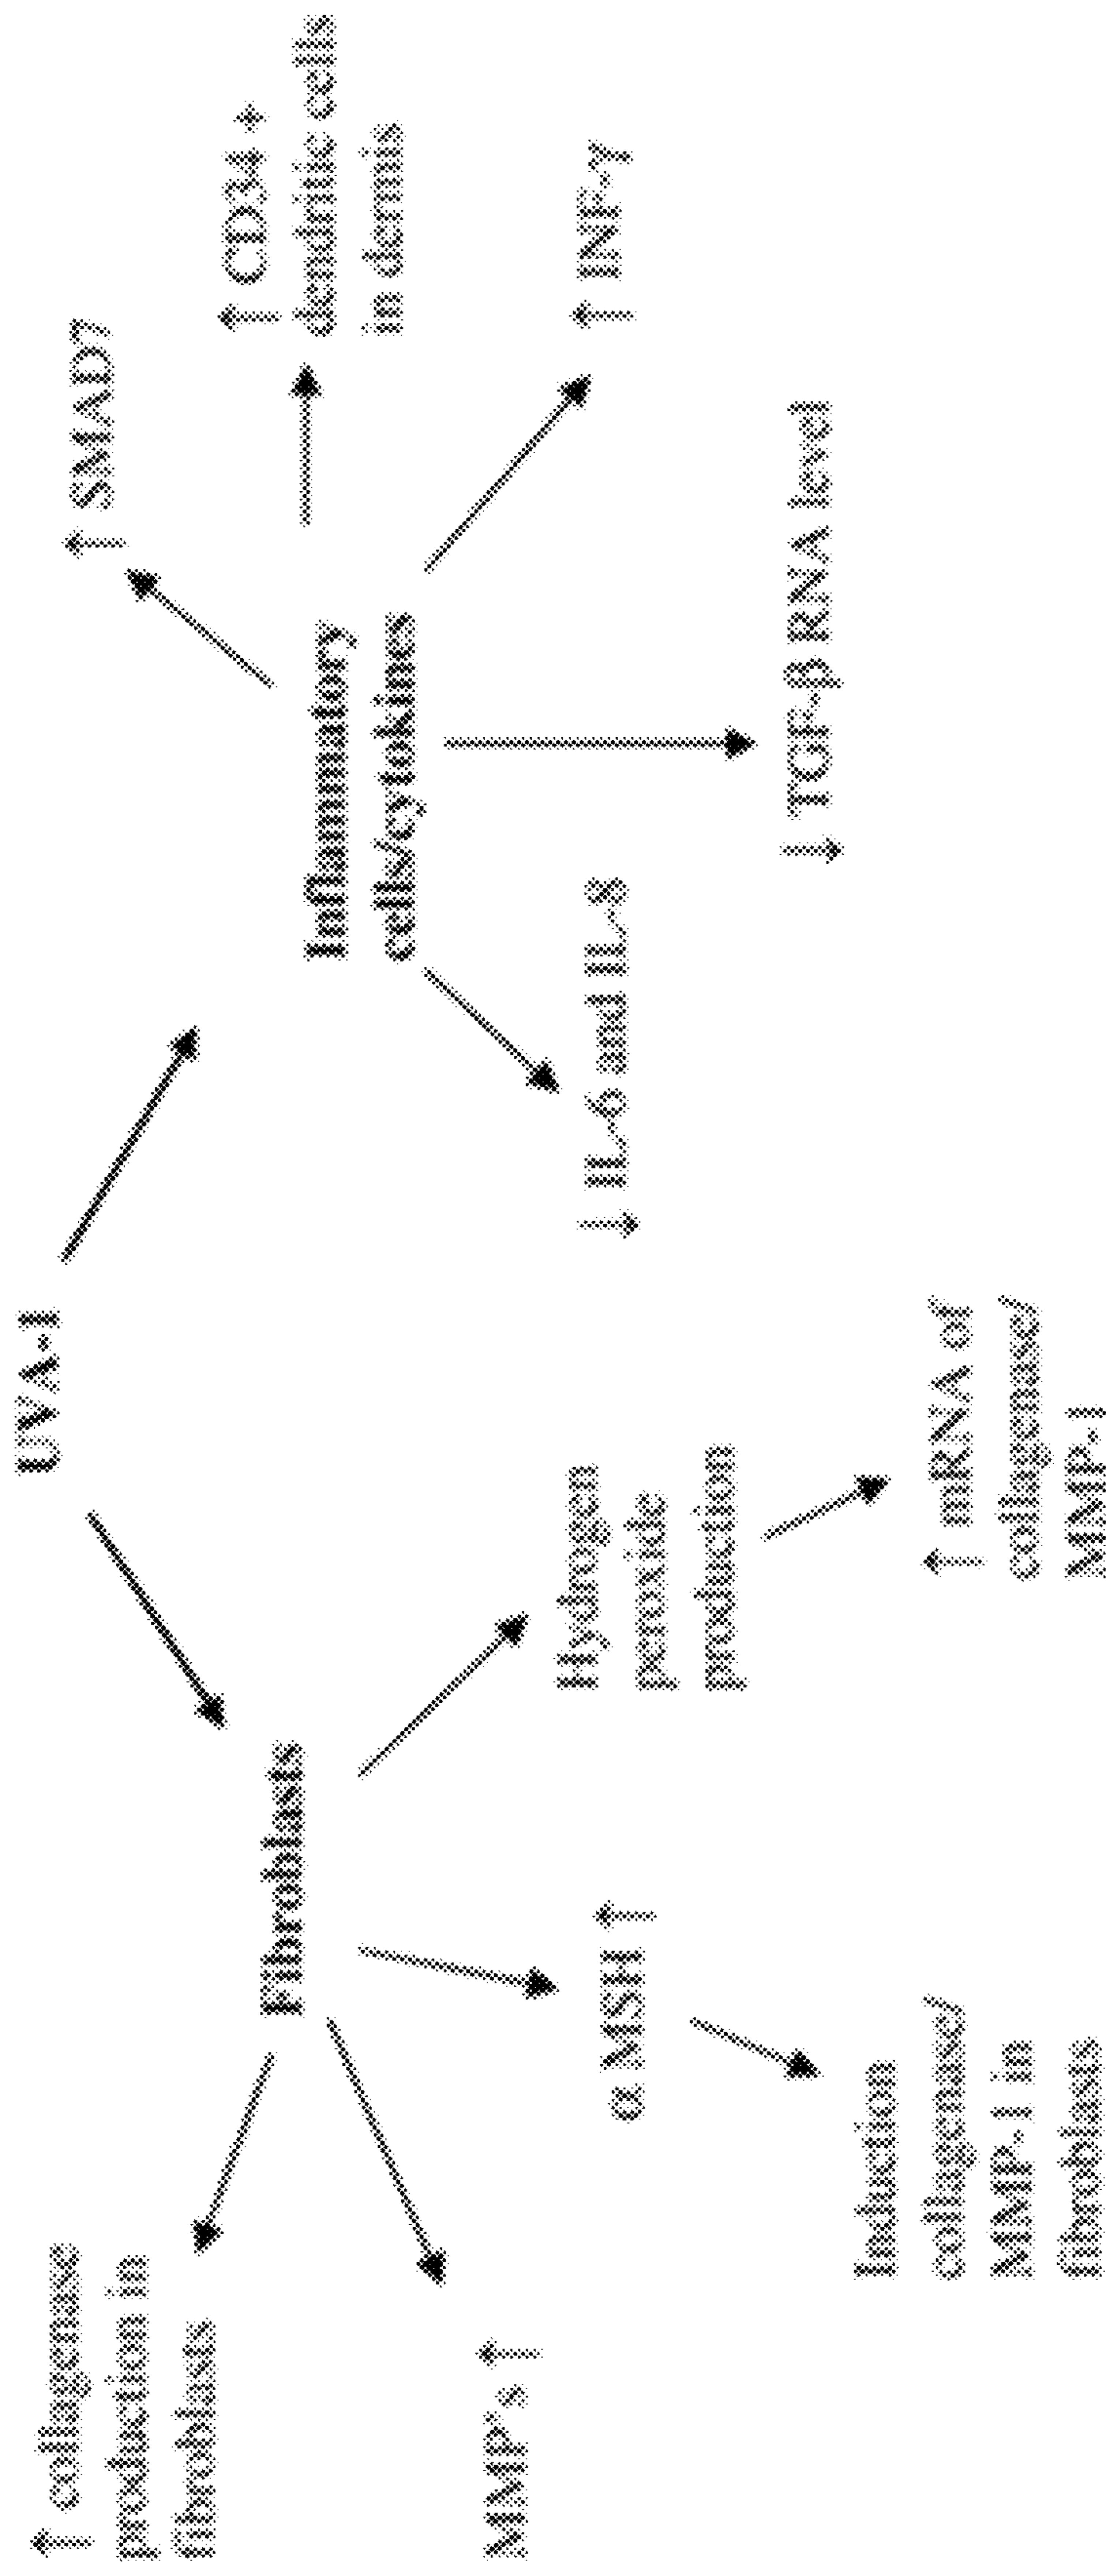 UVA-1
↑ collagenase
production in
fibroblasts
Fibroblasts
MMP's ↑
α MSH ↑
Induction
collagenase/
MMP-1 in
fibroblasts
Hydrogen
peroxide
production
↑ mRNA of
collagenase/
MMP-1
Inflammatory
cells/cytokines
↑ SMAD7
↑ CD34 +
dendritic cells
in dermis
↑ INF-γ
↓ TGF-β RNA level
↓ IL-6 and IL-8